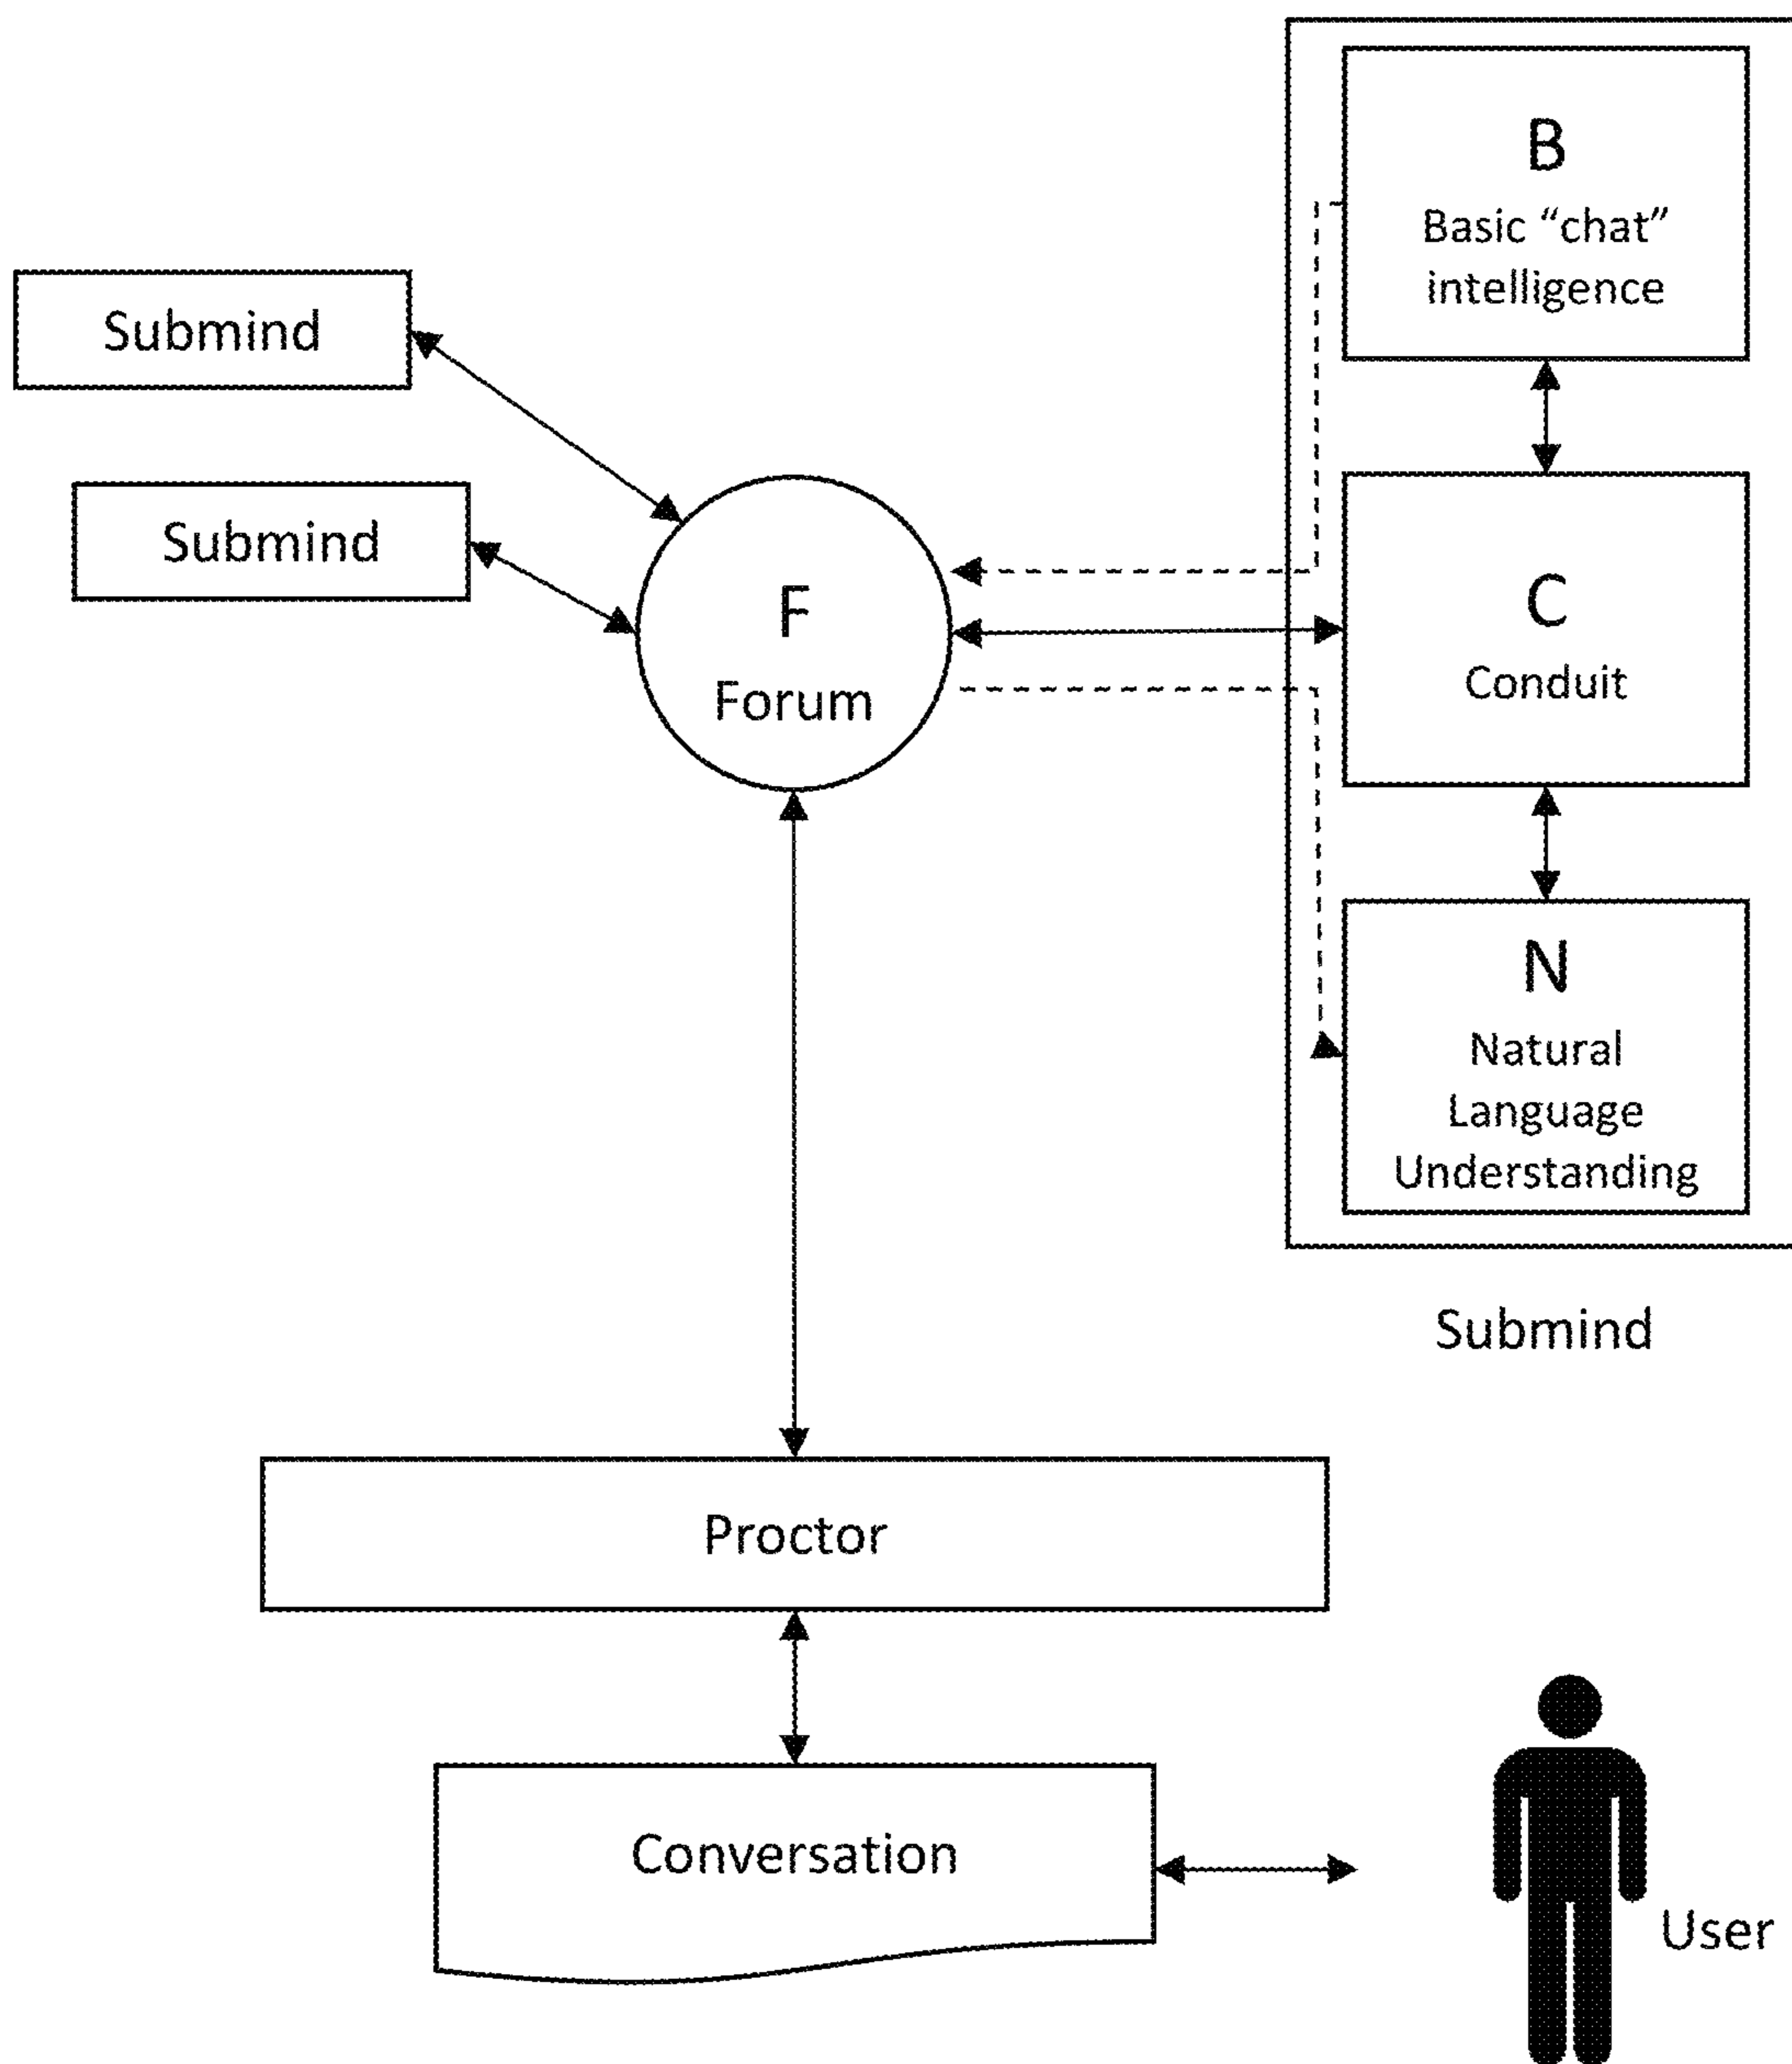 B
Basic “chat”
intelligence
Submind
Submind
F
Forum
C
Conduit
N
Natural
Language
Understanding
Submind
Proctor
Conversation
User